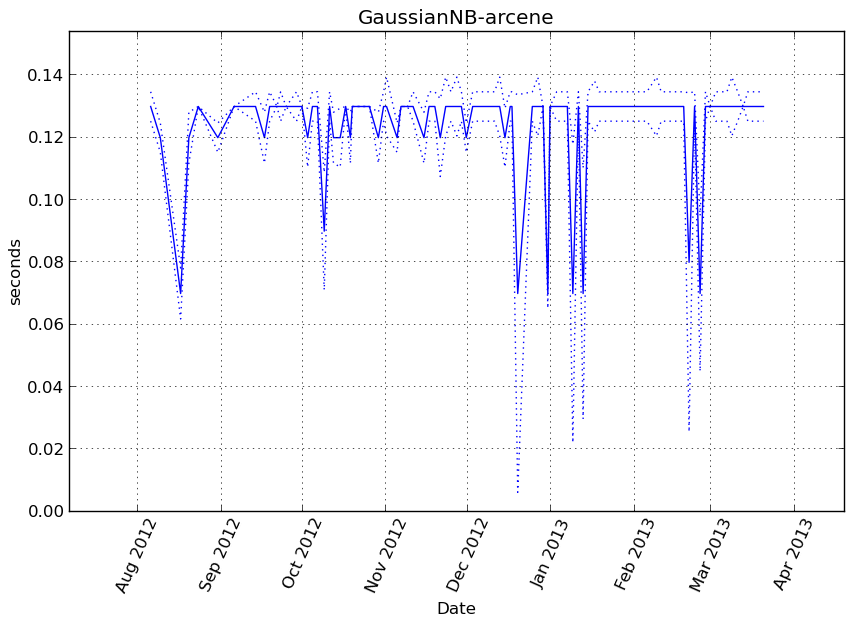 GaussianNB-arcene
0.14
0.12
0.10
0.08
0.06
0.04
0.02
0.00
seconds
Aug 2012
Sep 2012
Oct 2012
Nov 2012
Dec 2012
Jan 2013
Feb 2013
Mar 2013
Apr 2013
Date